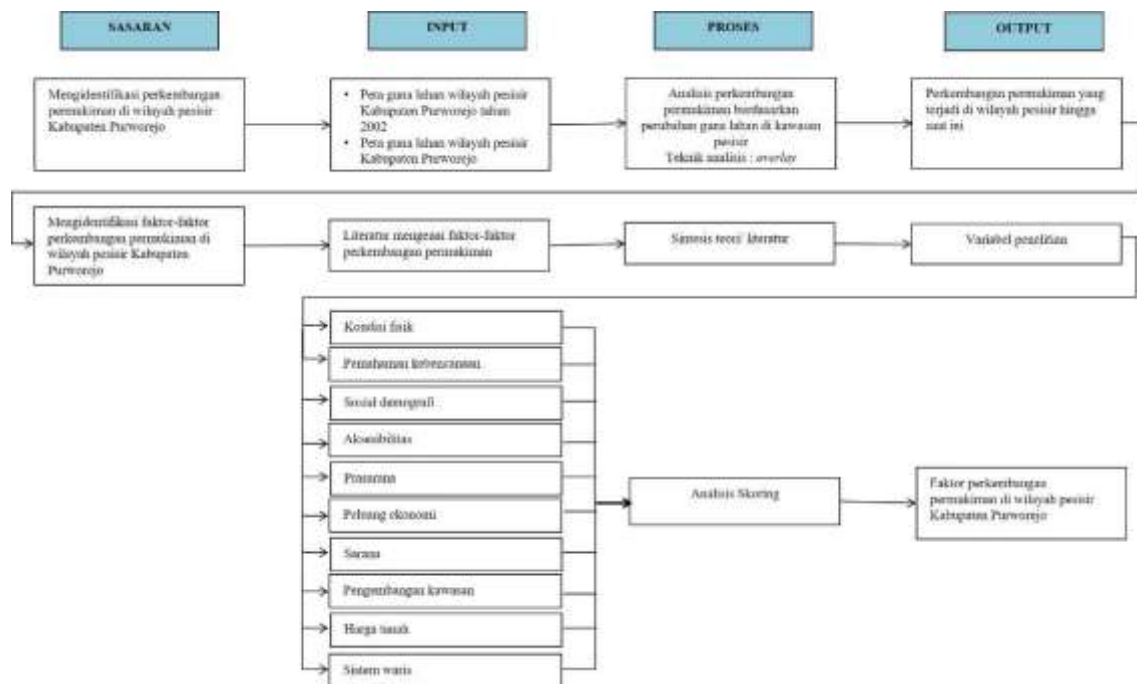 SASARAN
INPUT
PROSES
OUTPUT
Mengidentifikasi perkembangan
permukiman di wilayah pesisir
Kabupaten Purworejo
• Peta guna lahan wilayah pesisir
Kabupaten Purworejo tahun
2002
• Peta guna lahan wilayah pesisir
Kabupaten Purworejo
Analisis perkembangan
permukiman berdasarkan
perubahan guna lahan di kawasan
pesisir
Teknik analisis : overlay
Perkembangan permukiman yang
terjadi di wilayah pesisir hingga
saat ini
Mengidentifikasi faktor-faktor
perkembangan permukiman di
wilayah pesisir Kabupaten
Purworejo
Literatur mengenai faktor-faktor
perkembangan permukiman
Sintesis teori/ literatur
Variabel penelitian
Kondisi fisik
Pemahaman kebencanaan
Sosial demografi
Aksesibilitas
Prasarana
Peluang ekonomi
Sarana
Pengembangan kawasan
Harga tanah
Sistem waris
Analisis Skoring
Faktor perkembangan
permukiman di wilayah pesisir
Kabupaten Purworejo